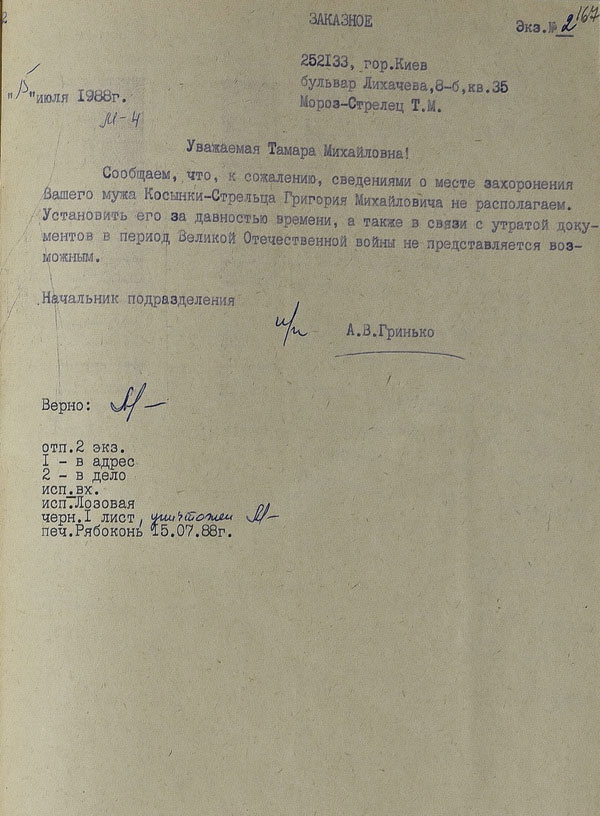 ЗАКАЗНОЕ
Экз.№ 2
167
252133, гор.Киев
бульвар Лихачева,8-б,кв.35
Мороз-Стрелец Т.М.
"15"июля 1988г.
М-4
Уважаемая Тамара Михайловна!
Сообщаем, что, к сожалению, сведениями о месте захоронения
Вашего мужа Косынки-Стрельца Григория Михайловича не располагаем.
Установить его за давностью времени, а также в связи с утратой доку-
ментов в период Великой Отечественной войны не представляется воз-
можным.
Начальник подразделения
п/п А.В.Гринько
Верно:
отп.2 экз.
I - в адрес
2 - в дело
исп.вх.
исп.Лозовая
черн.I лист, уничтожен
печ.Рябоконь 15.07.88г.